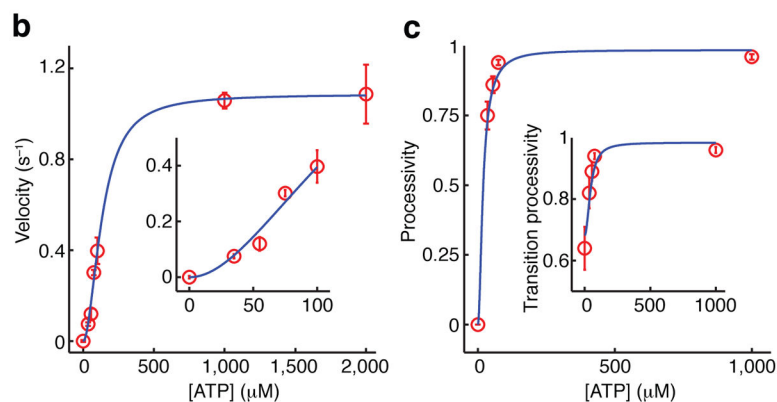 b
Velocity (s⁻¹)
1.2
0.8
0.4
0
0.4
0.2
0
0 50 100
0 500 1,000 1,500 2,000
[ATP] (μM)
c
Processivity
1
0.75
0.5
0.25
0
Transition processivity
1
0.8
0.6
0 500 1000
0 500 1,000
[ATP] (μM)